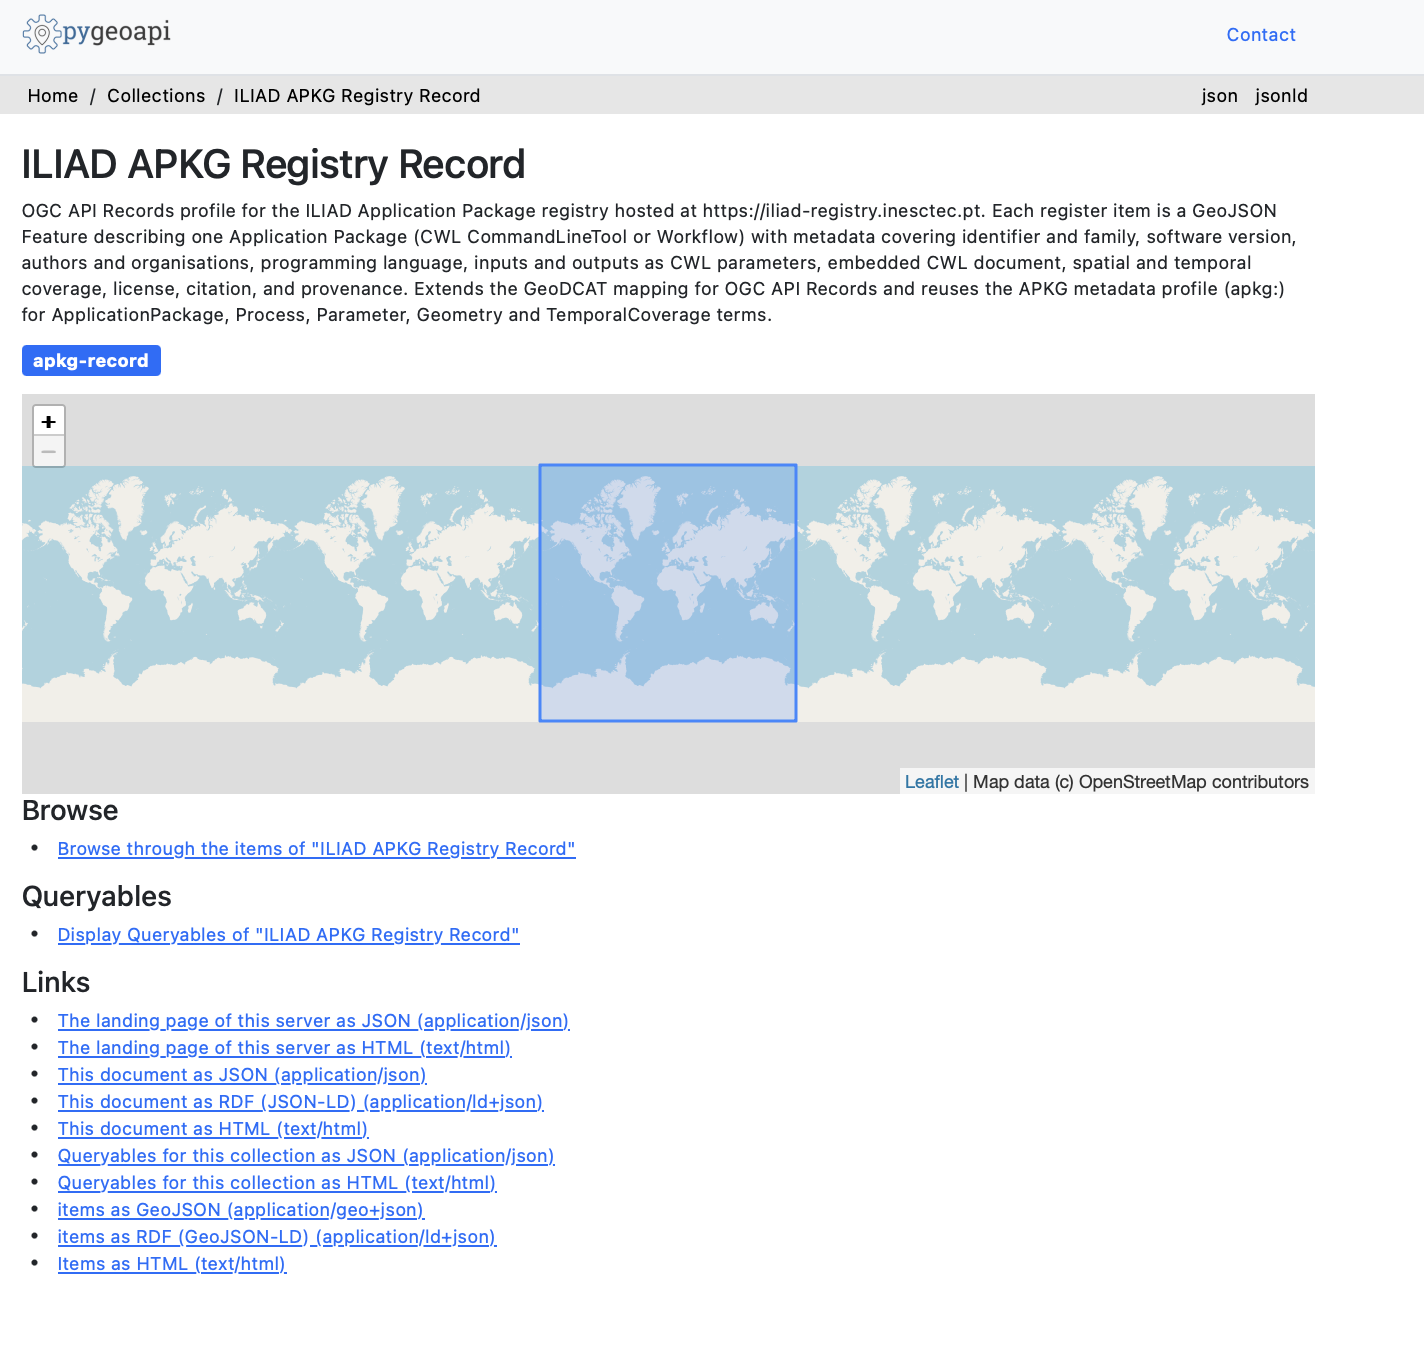 pygeoapi
Contact
Home / Collections / ILIAD APKG Registry Record
json jsonld
ILIAD APKG Registry Record
OGC API Records profile for the ILIAD Application Package registry hosted at https://iliad-registry.inesctec.pt. Each register item is a GeoJSON
Feature describing one Application Package (CWL CommandLineTool or Workflow) with metadata covering identifier and family, software version,
authors and organisations, programming language, inputs and outputs as CWL parameters, embedded CWL document, spatial and temporal
coverage, license, citation, and provenance. Extends the GeoDCAT mapping for OGC API Records and reuses the APKG metadata profile (apkg:)
for ApplicationPackage, Process, Parameter, Geometry and TemporalCoverage terms.
apkg-record
+
−
Leaflet | Map data (c) OpenStreetMap contributors
Browse
• Browse through the items of "ILIAD APKG Registry Record"
Queryables
• Display Queryables of "ILIAD APKG Registry Record"
Links
• The landing page of this server as JSON (application/json)
• The landing page of this server as HTML (text/html)
• This document as JSON (application/json)
• This document as RDF (JSON-LD) (application/ld+json)
• This document as HTML (text/html)
• Queryables for this collection as JSON (application/json)
• Queryables for this collection as HTML (text/html)
• items as GeoJSON (application/geo+json)
• items as RDF (GeoJSON-LD) (application/ld+json)
• Items as HTML (text/html)